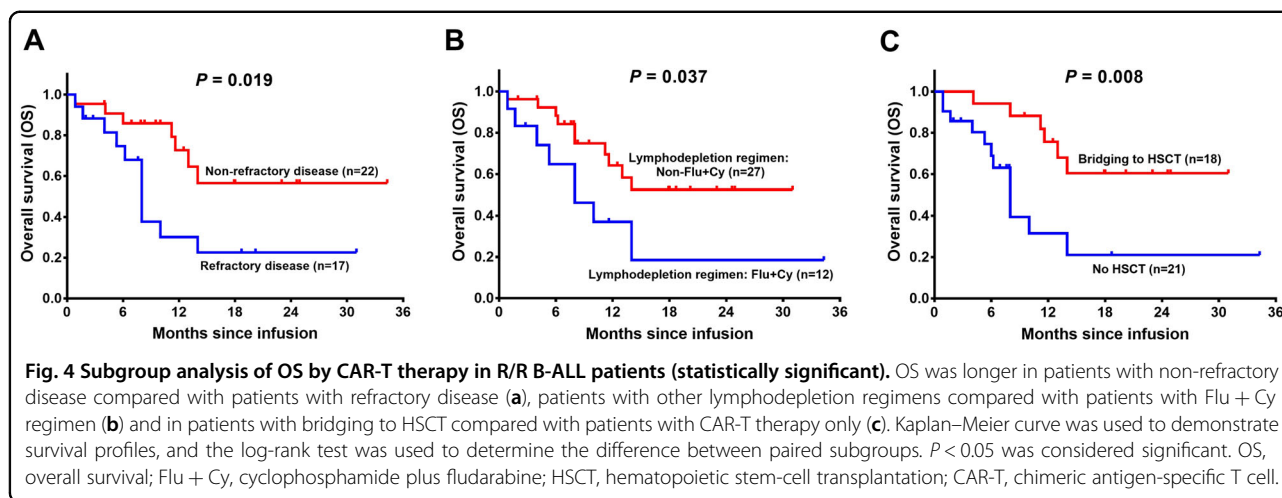 A
P = 0.019
Overall survival (OS)
1.0
0.8
0.6
0.4
0.2
0.0
Non-refractory disease (n=22)
Refractory disease (n=17)
0 6 12 18 24 30 36
Months since infusion
B
P = 0.037
Overall survival (OS)
1.0
0.8
0.6
0.4
0.2
0.0
Lymphodepletion regimen:
Non-Flu+Cy (n=27)
Lymphodepletion regimen: Flu+Cy (n=12)
0 6 12 18 24 30 36
Months since infusion
C
P = 0.008
Overall survival (OS)
1.0
0.8
0.6
0.4
0.2
0.0
Bridging to HSCT (n=18)
No HSCT (n=21)
0 6 12 18 24 30 36
Months since infusion
Fig. 4 Subgroup analysis of OS by CAR-T therapy in R/R B-ALL patients (statistically significant). OS was longer in patients with non-refractory
disease compared with patients with refractory disease (a), patients with other lymphodepletion regimens compared with patients with Flu + Cy
regimen (b) and in patients with bridging to HSCT compared with patients with CAR-T therapy only (c). Kaplan–Meier curve was used to demonstrate
survival profiles, and the log-rank test was used to determine the difference between paired subgroups. P < 0.05 was considered significant. OS,
overall survival; Flu + Cy, cyclophosphamide plus fludarabine; HSCT, hematopoietic stem-cell transplantation; CAR-T, chimeric antigen-specific T cell.